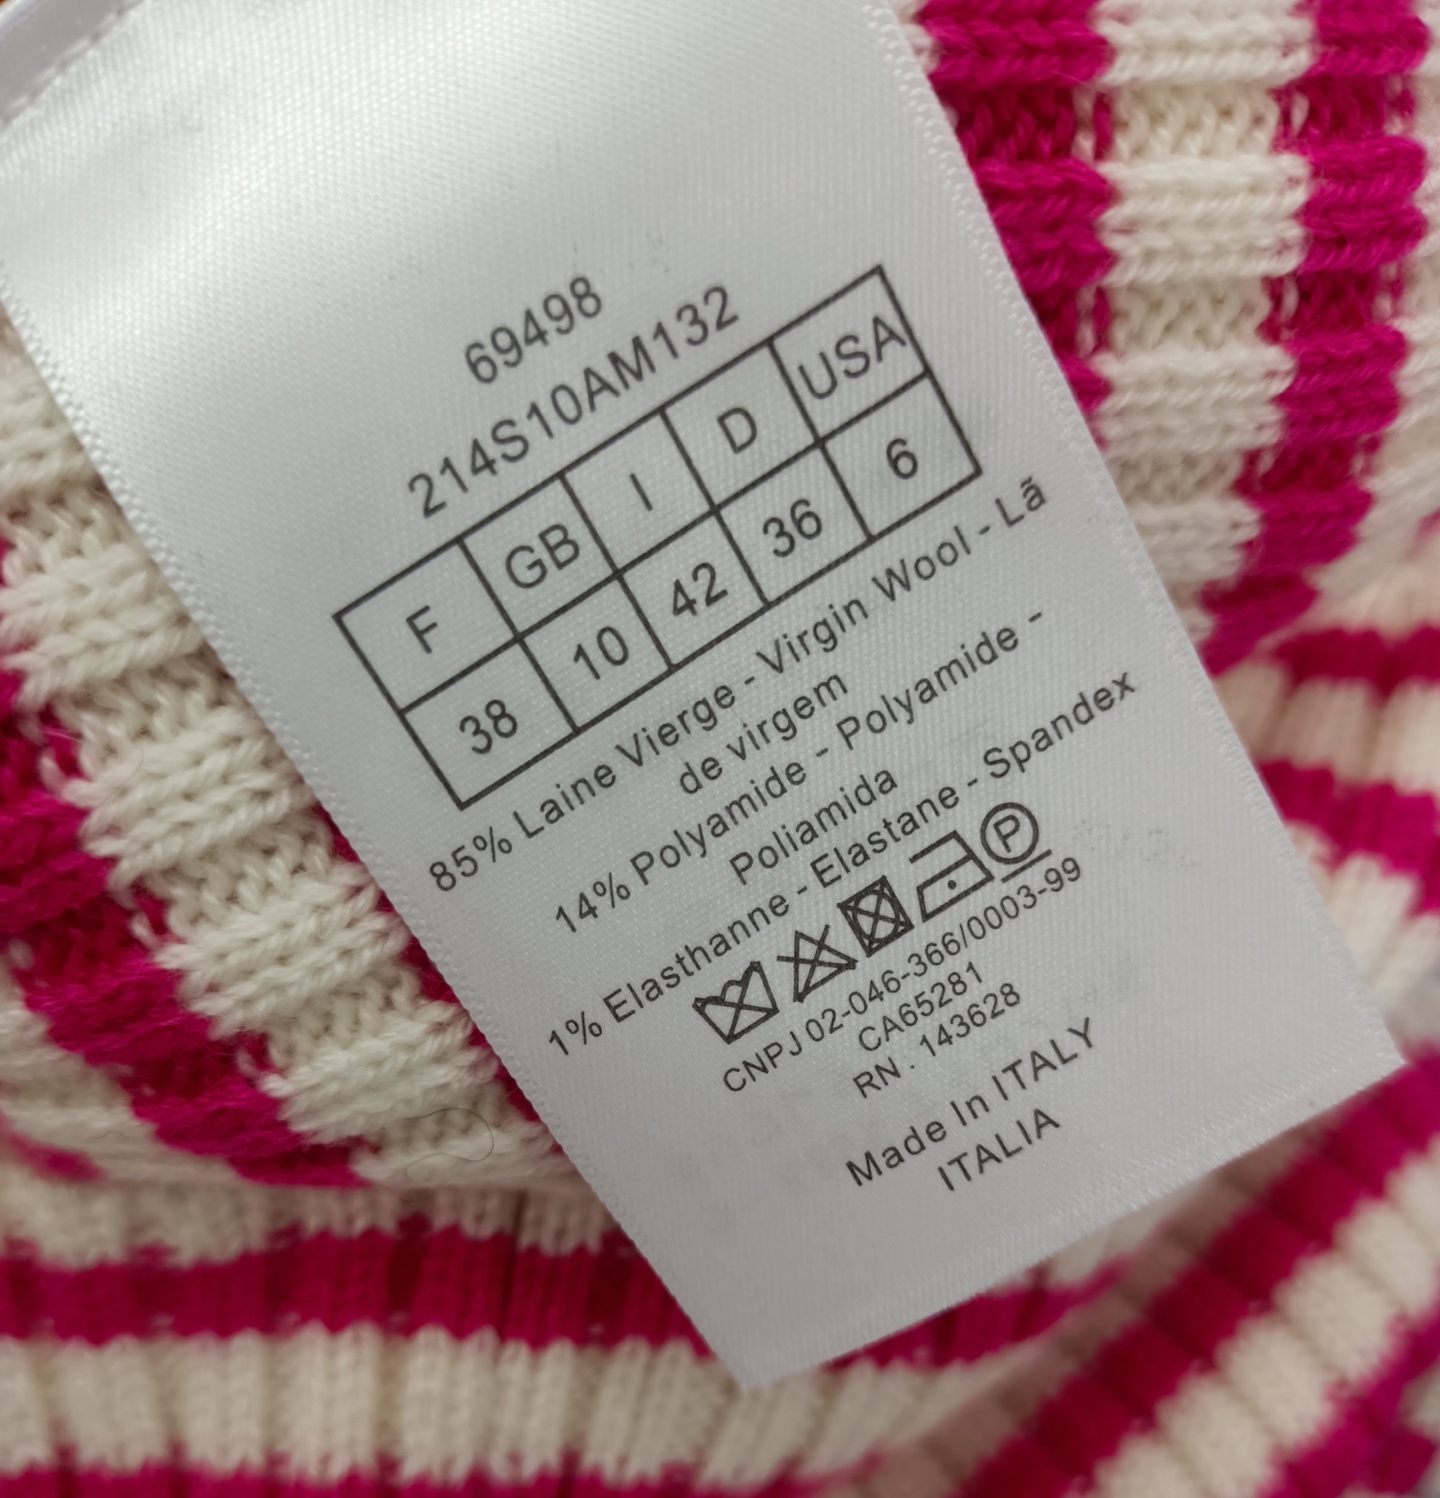 69498
214S10AM132
F GB I D USA
38 10 42 36 6
85% Laine Vierge - Virgin Wool - Lã
de virgem
14% Polyamide - Polyamide -
Poliamida
1% Elasthanne - Elastane - Spandex
P
CNPJ 02-046-366/0003-99
CA65281
RN. 143628
Made In ITALY
ITALIA